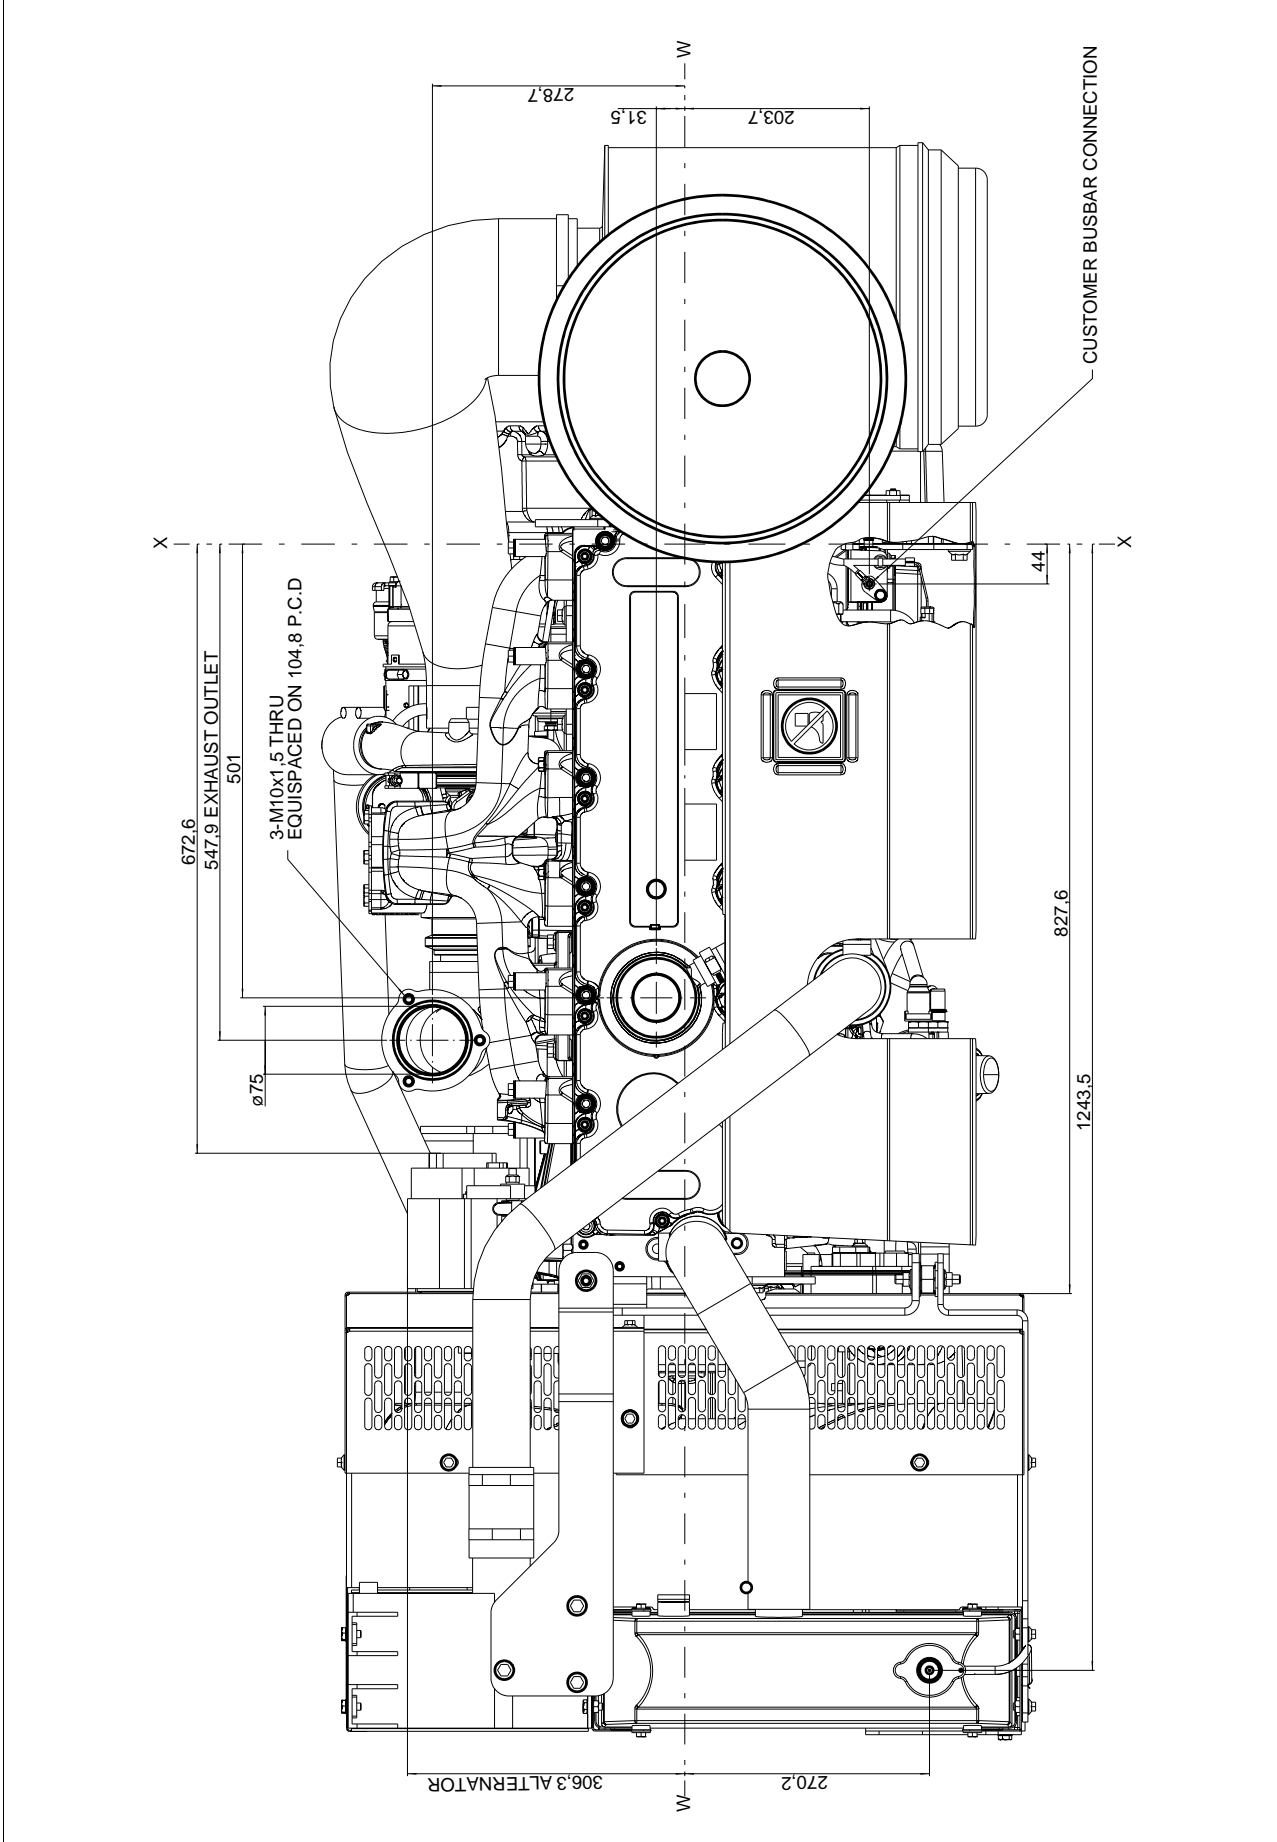 W
278,7
31,5
203,7
CUSTOMER BUSBAR CONNECTION
X
X
44
3-M10x1,5 THRU
EQUISPACED ON 104,8 P.C.D
501
547,9 EXHAUST OUTLET
672,6
ø75
827,6
1243,5
306,3 ALTERNATOR
W
270,2